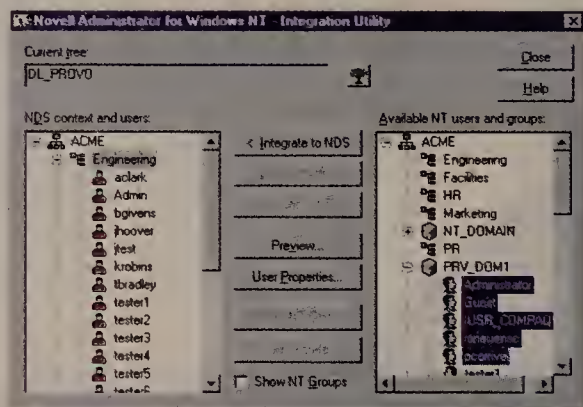 Novell Administrator for Windows NT - Integration Utility
Current tree:
DL_PROVO
Close
Help
NDS context and users:
ACME
Engineering
aclark
Admin
bgivens
jhoover
jtest
krobins
tbradley
tester1
tester2
tester3
tester4
tester5
tester6
< Integrate to NDS
Preview...
User Properties...
Show NT Groups
Available NT users and groups:
ACME
Engineering
Facilities
HR
Marketing
NT_DOMAIN
PR
PRV_DOM1
Administrator
Guest
IUSR_COMPAQ